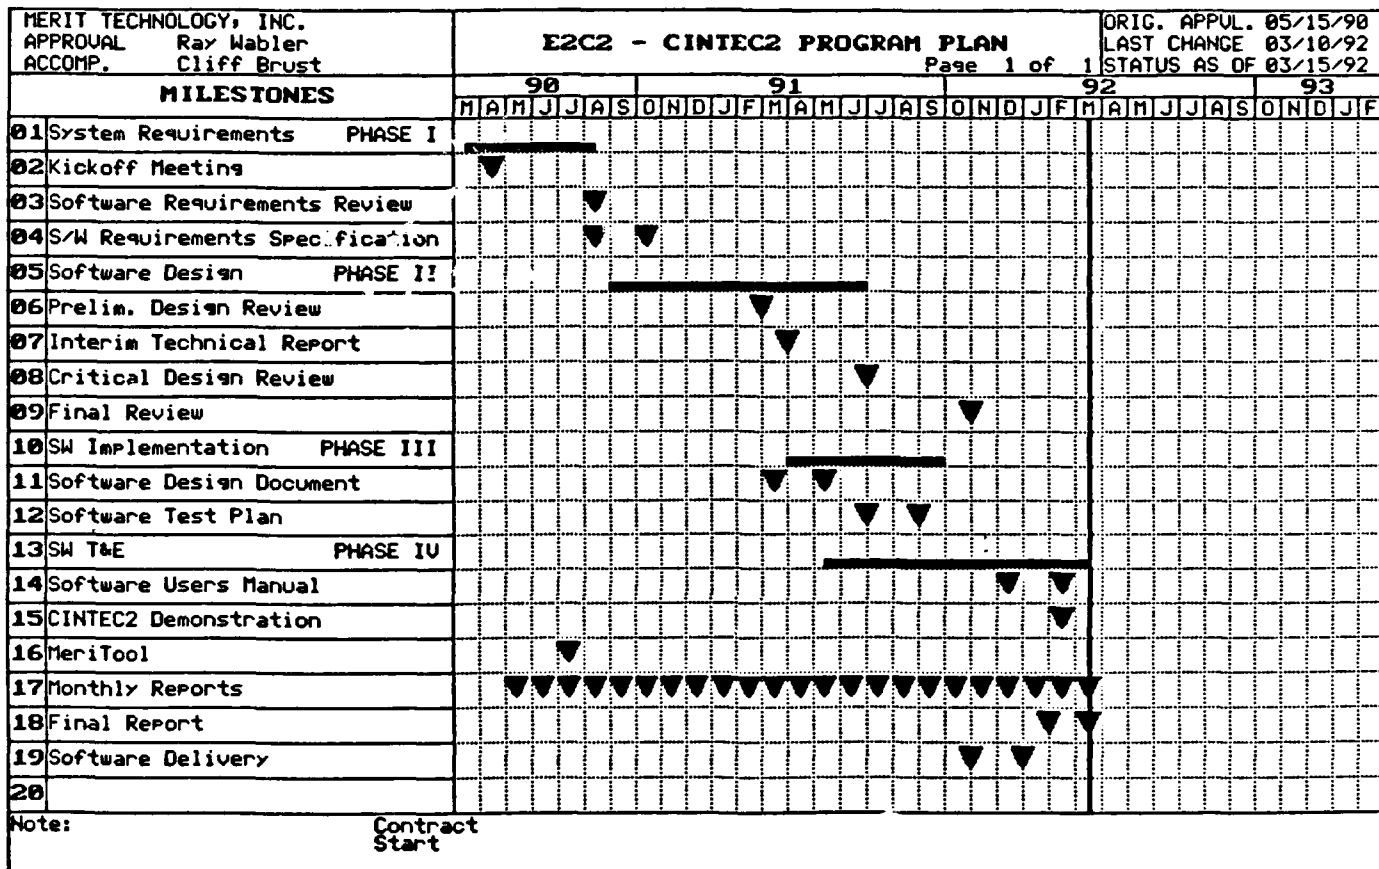 MERIT TECHNOLOGY, INC.
APPROVAL Ray Wabler
ACCOMP. Cliff Brust
E2C2 - CINTEC2 PROGRAM PLAN
Page 1 of 1
ORIG. APPVL. 05/15/90
LAST CHANGE 03/10/92
STATUS AS OF 03/15/92
MILESTONES
90 91 92 93
M A M J J A S O N D J F M A M J J A S O N D J F M A M J J A S O N D J F
01 System Requirements PHASE I
02 Kickoff Meeting
03 Software Requirements Review
04 S/W Requirements Specification
05 Software Design PHASE II
06 Prelim. Design Review
07 Interim Technical Report
08 Critical Design Review
09 Final Review
10 SW Implementation PHASE III
11 Software Design Document
12 Software Test Plan
13 SW T&E PHASE IV
14 Software Users Manual
15 CINTEC2 Demonstration
16 MeriTool
17 Monthly Reports
18 Final Report
19 Software Delivery
20
Note: Contract
Start